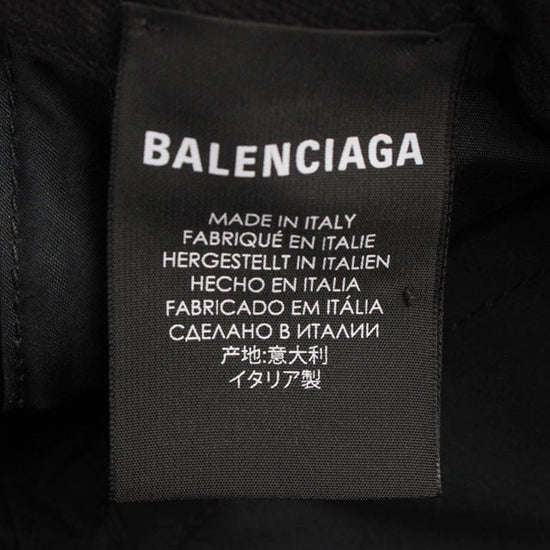 BALENCIAGA
MADE IN ITALY
FABRIQUÉ EN ITALIE
HERGESTELLT IN ITALIEN
HECHO EN ITALIA
FABRICADO EM ITÁLIA
СДЕЛАНО В ИТАЛИИ
产地:意大利
イタリア製